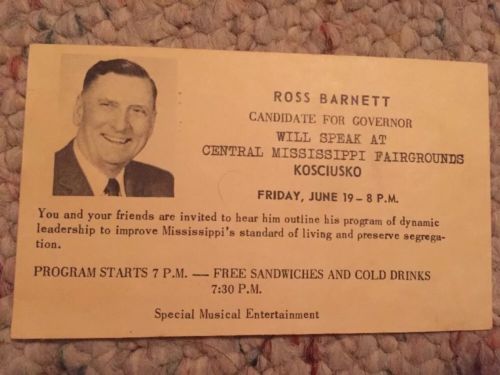 ROSS BARNETT
CANDIDATE FOR GOVERNOR
WILL SPEAK AT
CENTRAL MISSISSIPPI FAIRGROUNDS
KOSCIUSKO
FRIDAY, JUNE 19 – 8 P.M.
You and your friends are invited to hear him outline his program of dynamic
leadership to improve Mississippi's standard of living and preserve segrega-
tion.
PROGRAM STARTS 7 P.M. — FREE SANDWICHES AND COLD DRINKS
7:30 P.M.
Special Musical Entertainment